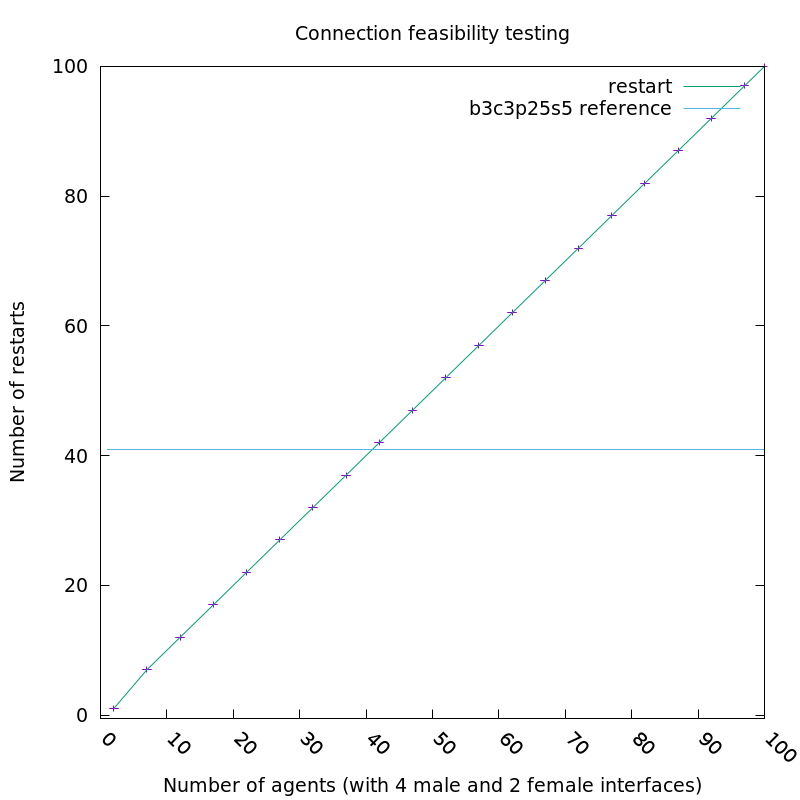 Connection feasibility testing
100
restart
b3c3p25s5 reference
80
60
40
20
0
Number of restarts
0 10 20 30 40 50 60 70 80 90 100
Number of agents (with 4 male and 2 female interfaces)